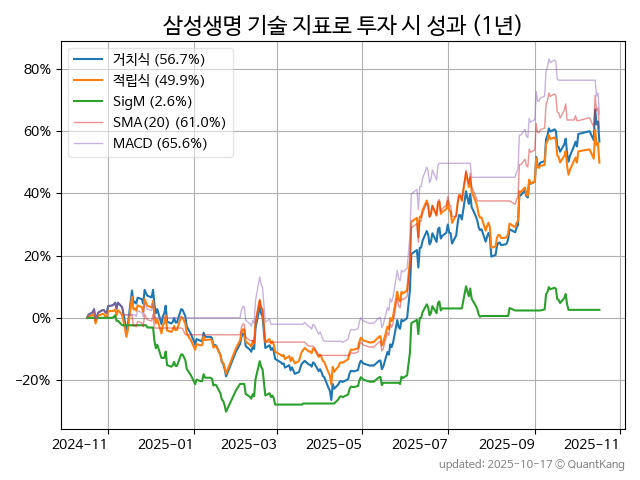 삼성생명 기술 지표로 투자 시 성과 (1년)
거치식 (56.7%)
적립식 (49.9%)
SigM (2.6%)
SMA(20) (61.0%)
MACD (65.6%)
80%
60%
40%
20%
0%
−20%
2024-11 2025-01 2025-03 2025-05 2025-07 2025-09 2025-11
updated: 2025-10-17 © QuantKang